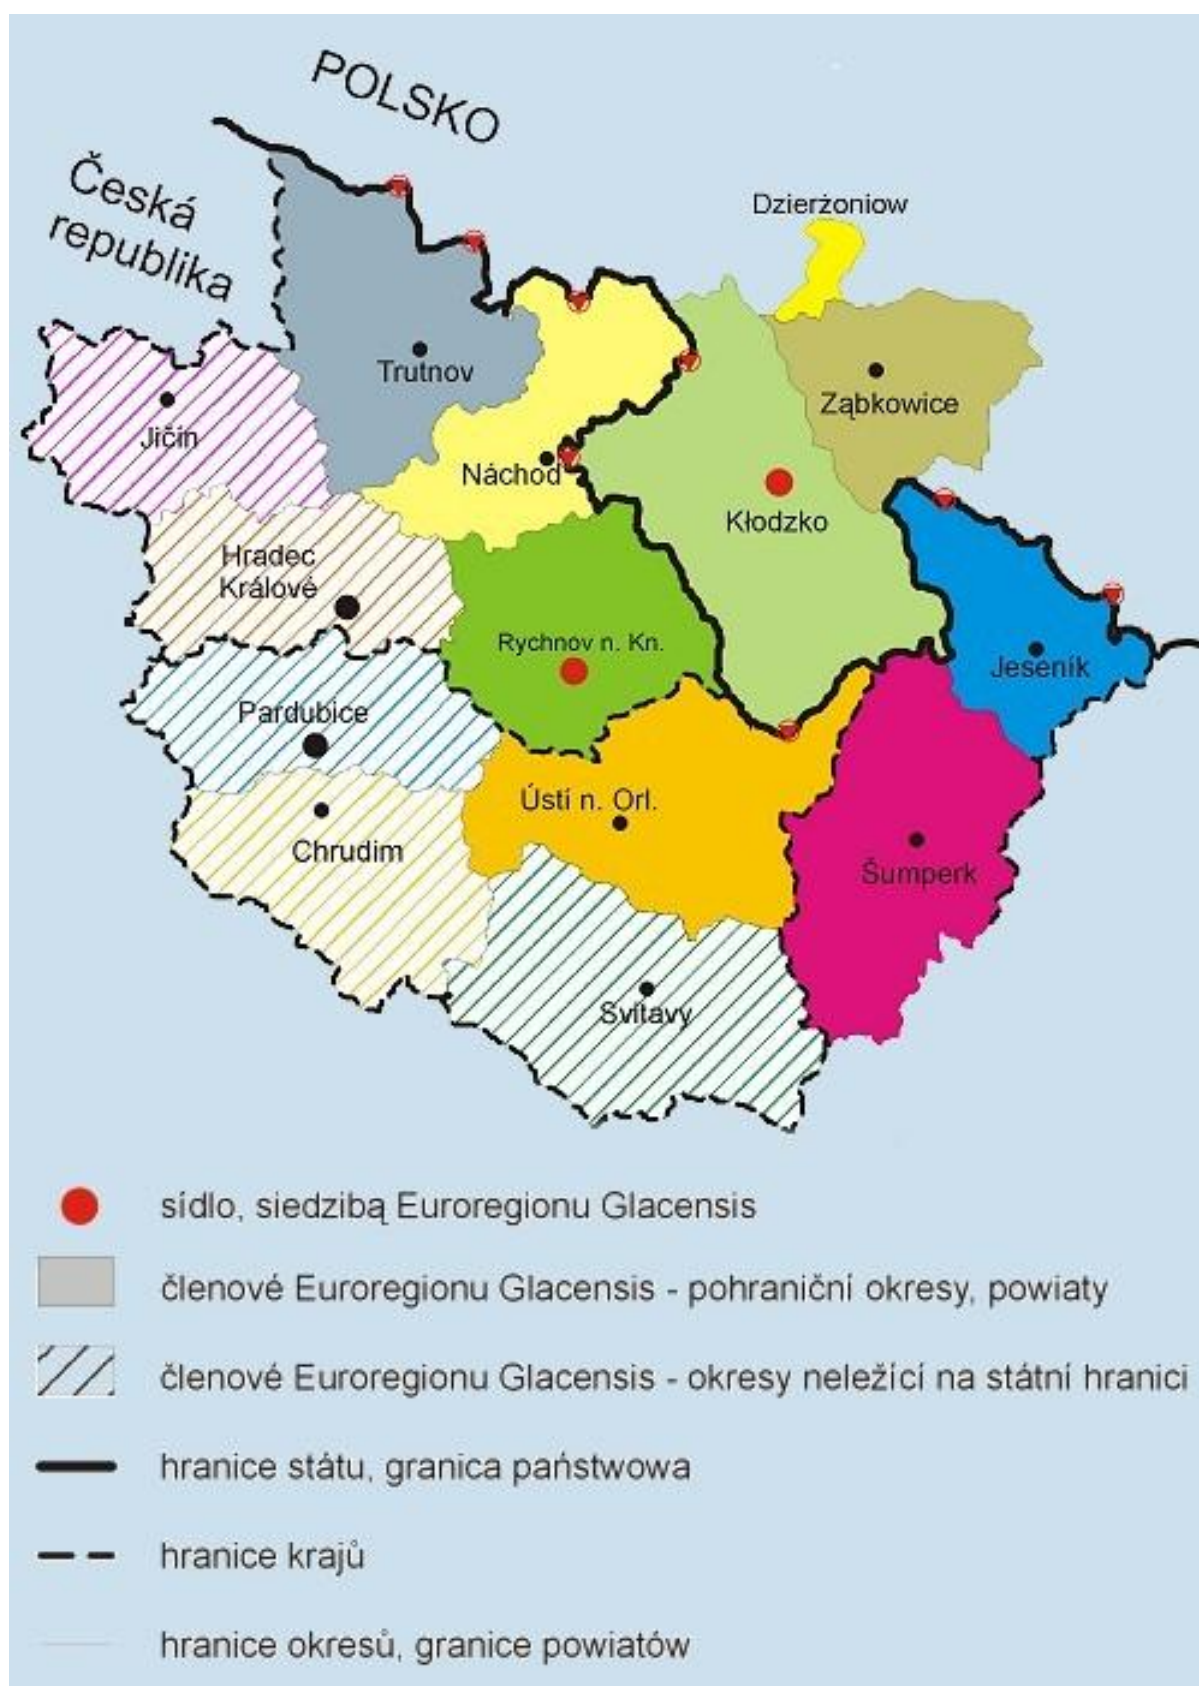 POLSKO
Česká
republika
Dzierżoniow
Trutnov
Ząbkowice
Jičín
Náchod
Kłodzko
Hradec
Králové
Rychnov n. Kn.
Jeseník
Pardubice
Ústí n. Orl.
Chrudim
Šumperk
Svitavy
sídlo, siedzibą Euroregionu Glacensis
členové Euroregionu Glacensis - pohraniční okresy, powiaty
členové Euroregionu Glacensis - okresy neležící na státní hranici
hranice státu, granica państwowa
hranice krajů
hranice okresů, granice powiatów